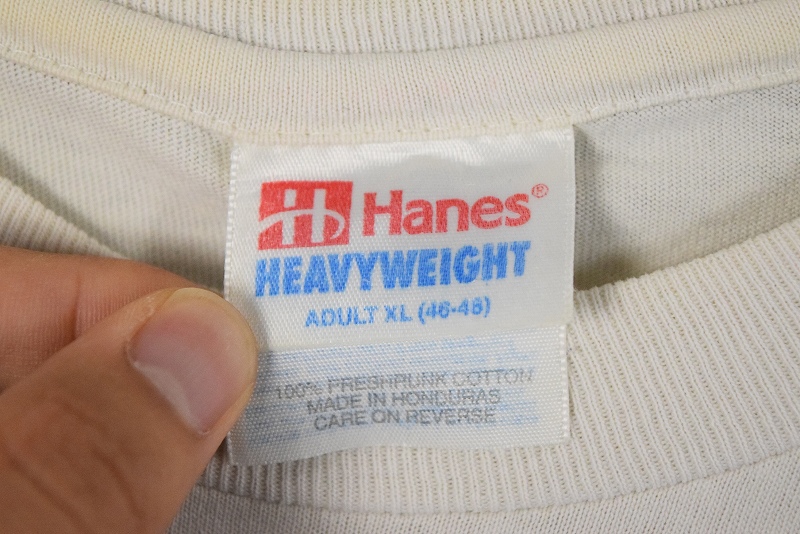 H Hanes®
HEAVYWEIGHT
ADULT XL (46-48)
100% PRESHRUNK COTTON
MADE IN HONDURAS
CARE ON REVERSE